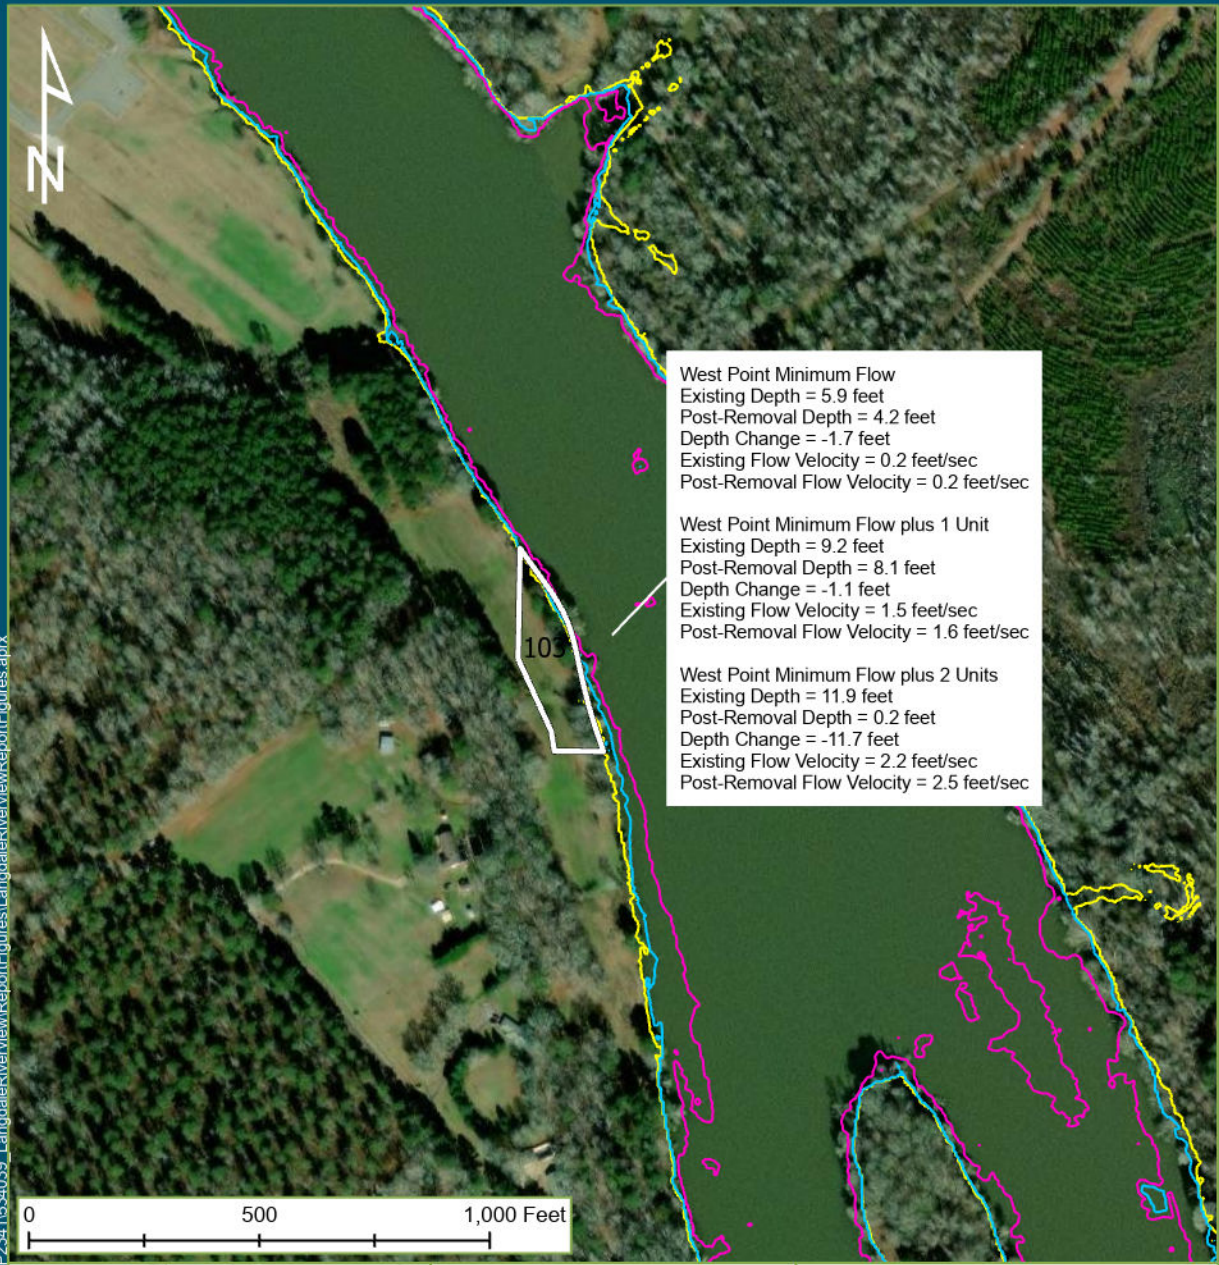 N
West Point Minimum Flow
Existing Depth = 5.9 feet
Post-Removal Depth = 4.2 feet
Depth Change = -1.7 feet
Existing Flow Velocity = 0.2 feet/sec
Post-Removal Flow Velocity = 0.2 feet/sec
West Point Minimum Flow plus 1 Unit
Existing Depth = 9.2 feet
Post-Removal Depth = 8.1 feet
Depth Change = -1.1 feet
Existing Flow Velocity = 1.5 feet/sec
Post-Removal Flow Velocity = 1.6 feet/sec
West Point Minimum Flow plus 2 Units
Existing Depth = 11.9 feet
Post-Removal Depth = 0.2 feet
Depth Change = -11.7 feet
Existing Flow Velocity = 2.2 feet/sec
Post-Removal Flow Velocity = 2.5 feet/sec
103
0 500 1,000 Feet